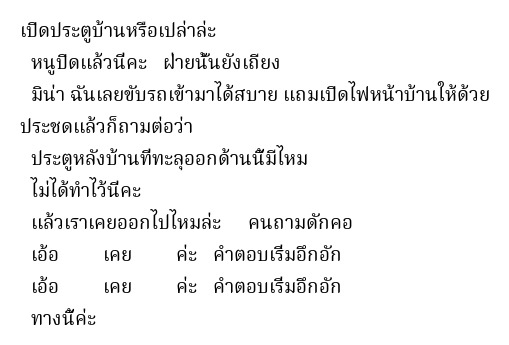 เปิดประตูบ้านหรือเปล่าล่ะ
หนูปิดแล้วนี่คะ ฝ่ายนั้นยังเถียง
มิน่า ฉันเลยขับรถเข้ามาได้สบาย แถมเปิดไฟหน้าบ้านให้ด้วย
ประชดแล้วก็ถามต่อว่า
ประตูหลังบ้านที่ทะลุออกด้านนี้มีไหม
ไม่ได้ทำไว้นี่คะ
แล้วเราเคยออกไปไหมล่ะ คนถามดักคอ
เอ้อ เคย ค่ะ คำตอบเริ่มอึกอัก
เอ้อ เคย ค่ะ คำตอบเริ่มอึกอัก
ทางนี้ค่ะ